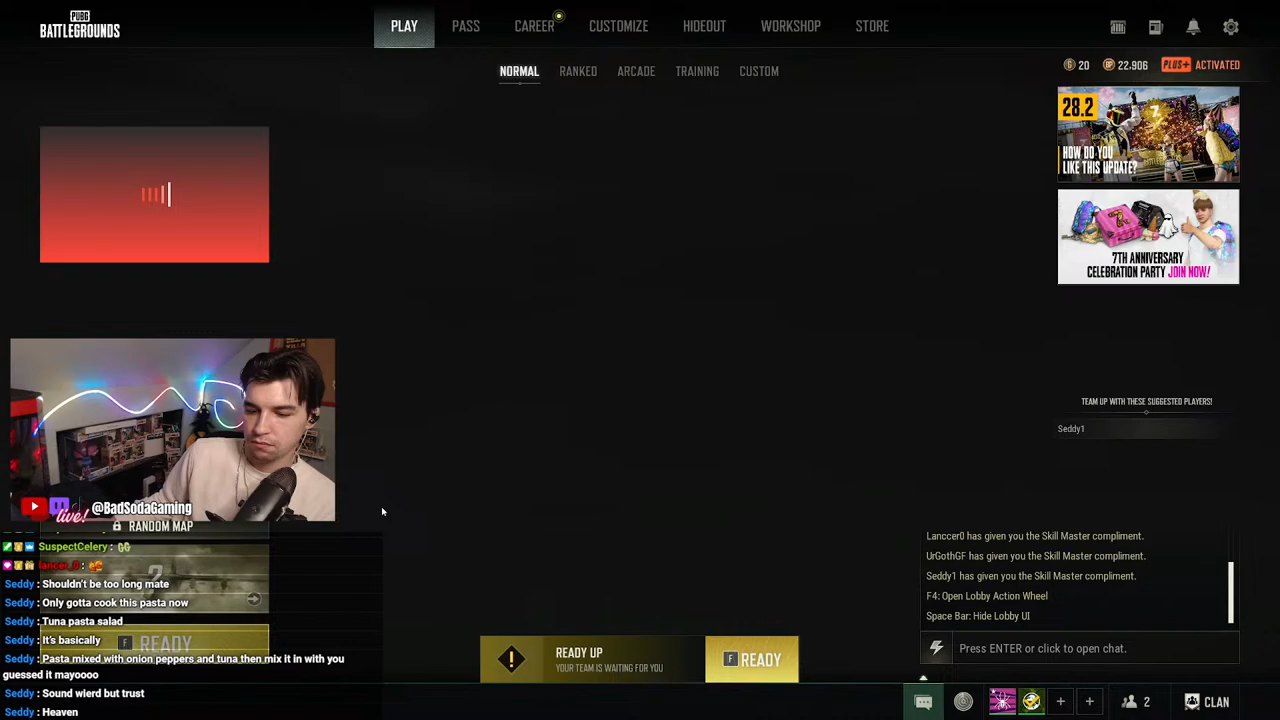 PUBG
BATTLEGROUNDS
PLAY
PASS
CAREER
CUSTOMIZE
HIDEOUT
WORKSHOP
STORE
NORMAL
RANKED
ARCADE
TRAINING
CUSTOM
G 20
BP 22,906
PLUS+ ACTIVATED
28.2
HOW DO YOU
LIKE THIS UPDATE?
7TH ANNIVERSARY
CELEBRATION PARTY JOIN NOW!
TEAM UP WITH THESE SUGGESTED PLAYERS!
Seddy1
live! @BadSodaGaming
RANDOM MAP
SuspectCelery :
lancer_D :
Seddy : Shouldn't be too long mate
Seddy : Only gotta cook this pasta now
Seddy : Tuna pasta salad
Seddy : It's basically
F READY
Seddy : Pasta mixed with onion peppers and tuna then mix it in with you
guessed it mayoooo
Seddy : Sound wierd but trust
Seddy : Heaven
READY UP
YOUR TEAM IS WAITING FOR YOU
F READY
Lanccer0 has given you the Skill Master compliment.
UrGothGF has given you the Skill Master compliment.
Seddy1 has given you the Skill Master compliment.
F4: Open Lobby Action Wheel
Space Bar: Hide Lobby UI
Press ENTER or click to open chat.
2
CLAN